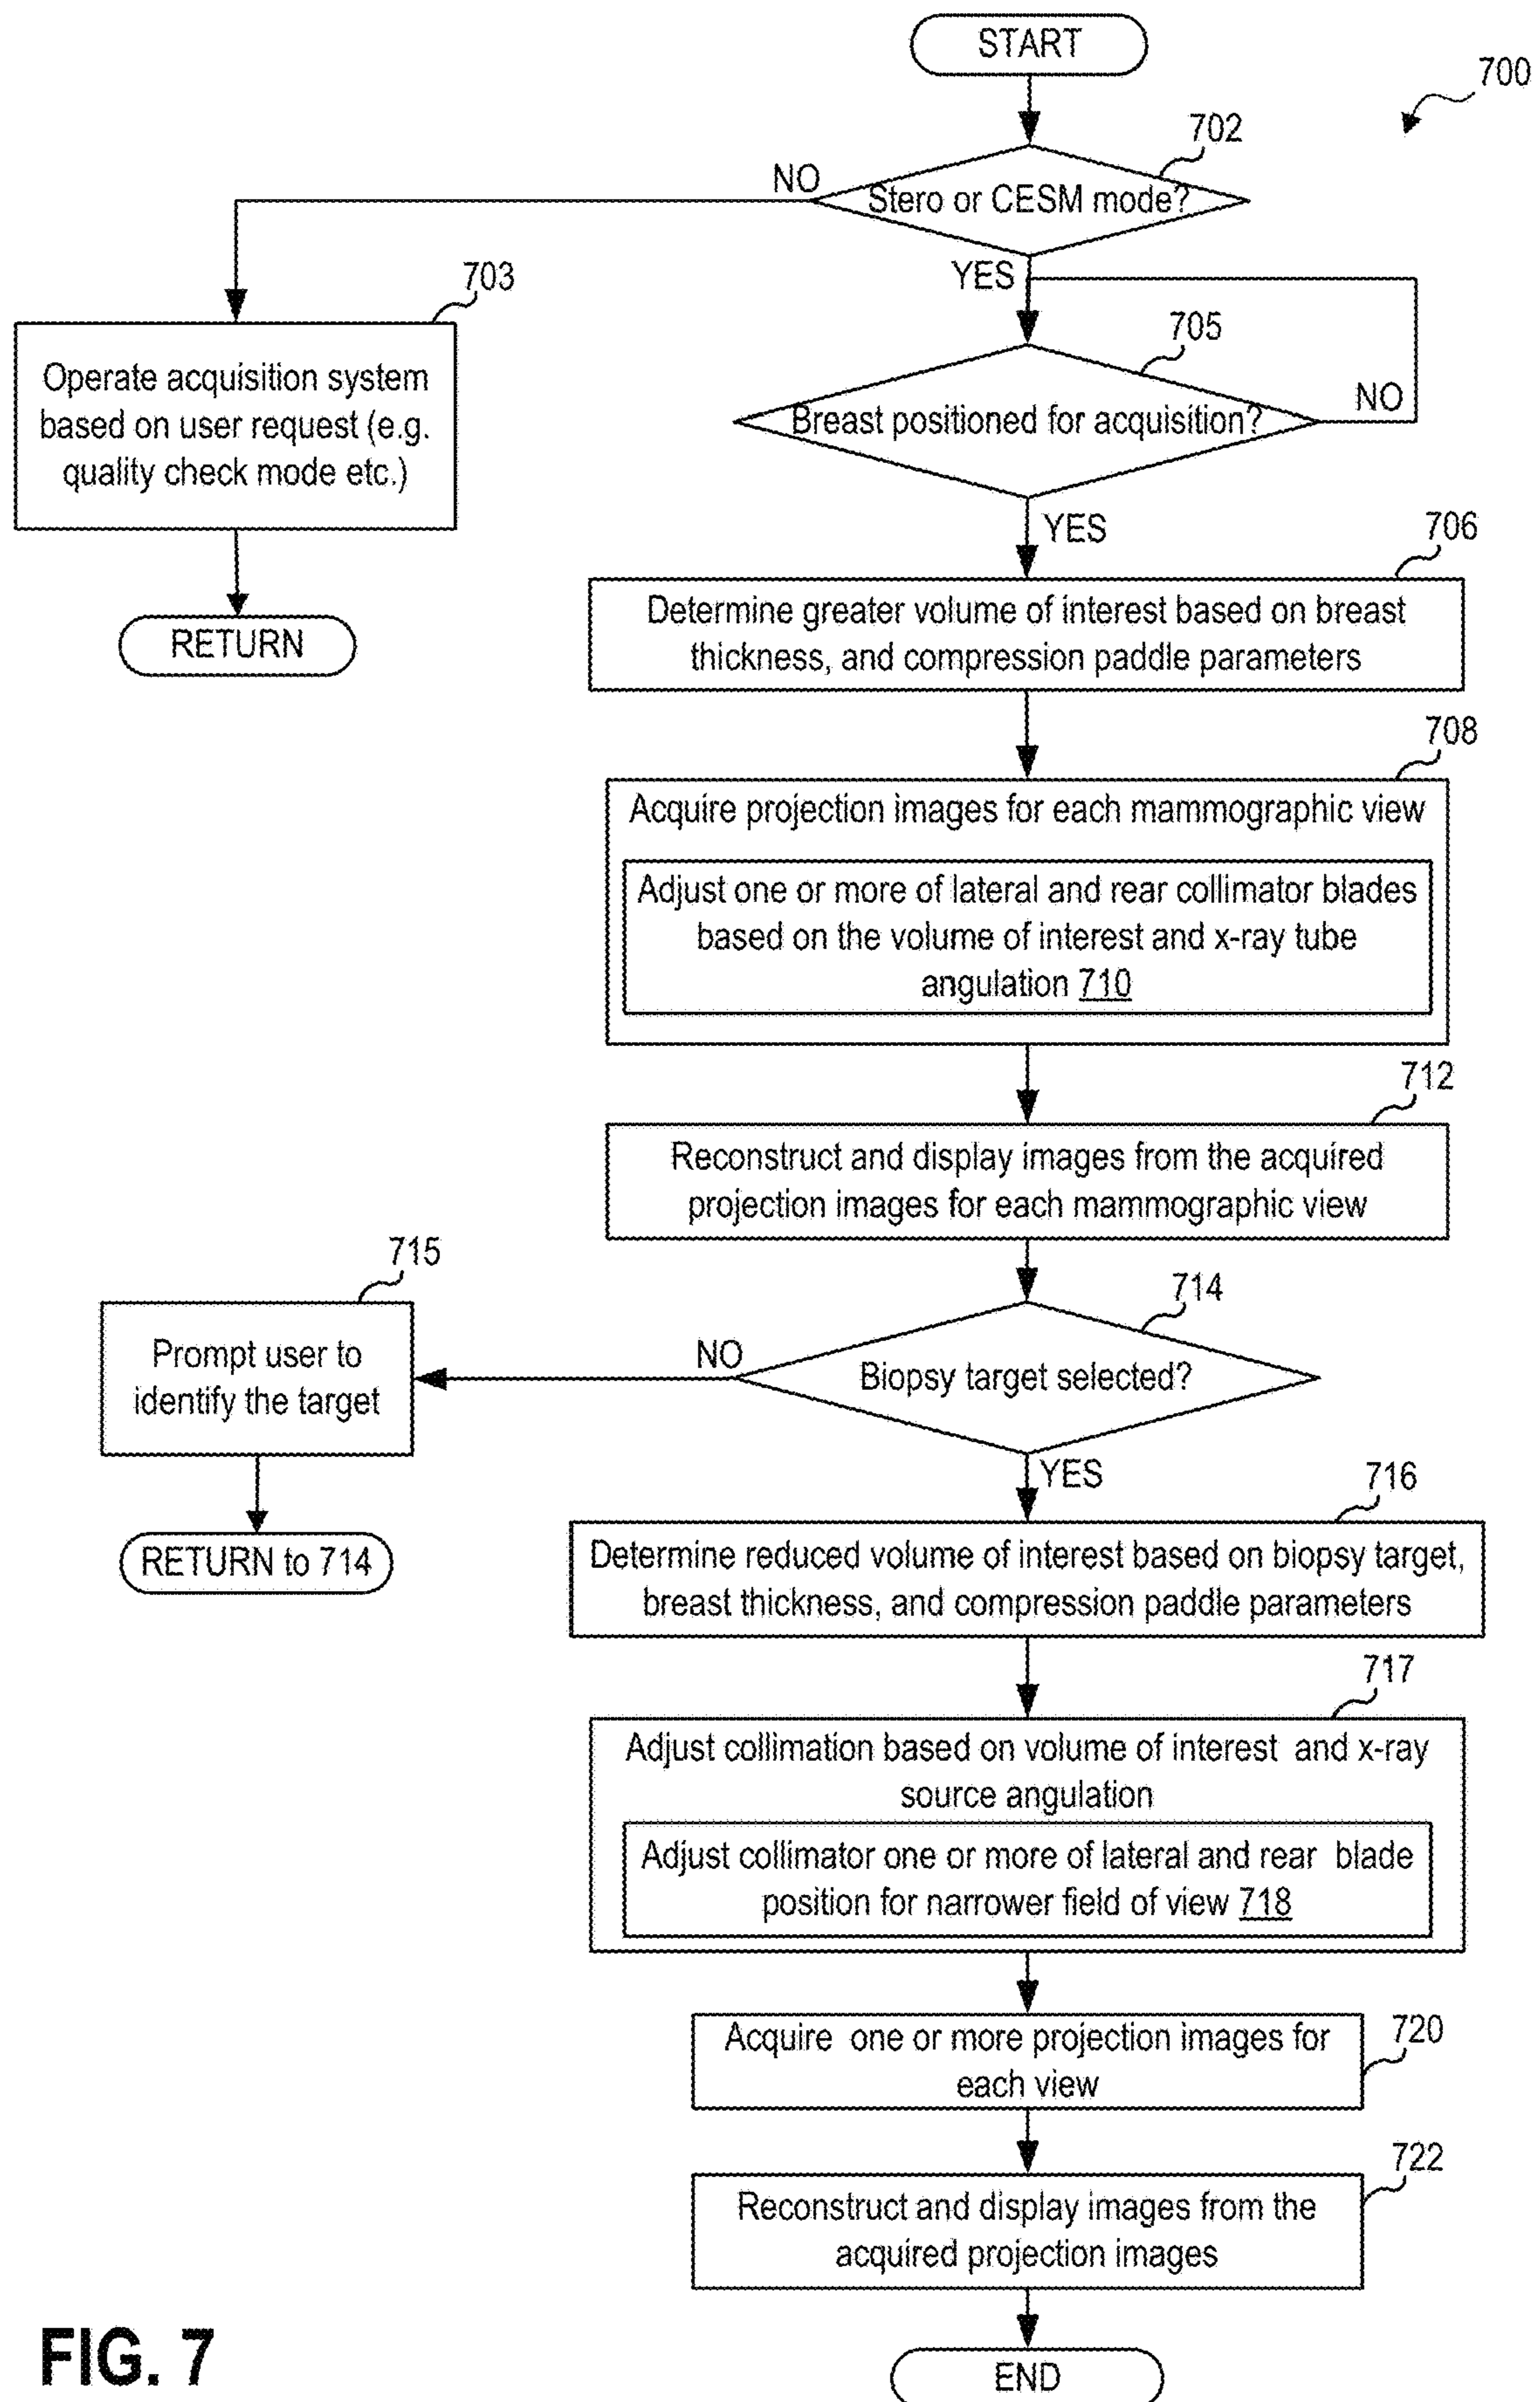 START
700
702
NO
Stero or CESM mode?
YES
703
705
Operate acquisition system
based on user request (e.g.
quality check mode etc.)
Breast positioned for acquisition?
NO
YES
RETURN
706
Determine greater volume of interest based on breast
thickness, and compression paddle parameters
708
Acquire projection images for each mammographic view
Adjust one or more of lateral and rear collimator blades
based on the volume of interest and x-ray tube
angulation 710
712
Reconstruct and display images from the acquired
projection images for each mammographic view
715
714
Prompt user to
identify the target
NO
Biopsy target selected?
YES
RETURN to 714
716
Determine reduced volume of interest based on biopsy target,
breast thickness, and compression paddle parameters
717
Adjust collimation based on volume of interest and x-ray
source angulation
Adjust collimator one or more of lateral and rear blade
position for narrower field of view 718
720
Acquire one or more projection images for
each view
722
Reconstruct and display images from the
acquired projection images
END
FIG. 7